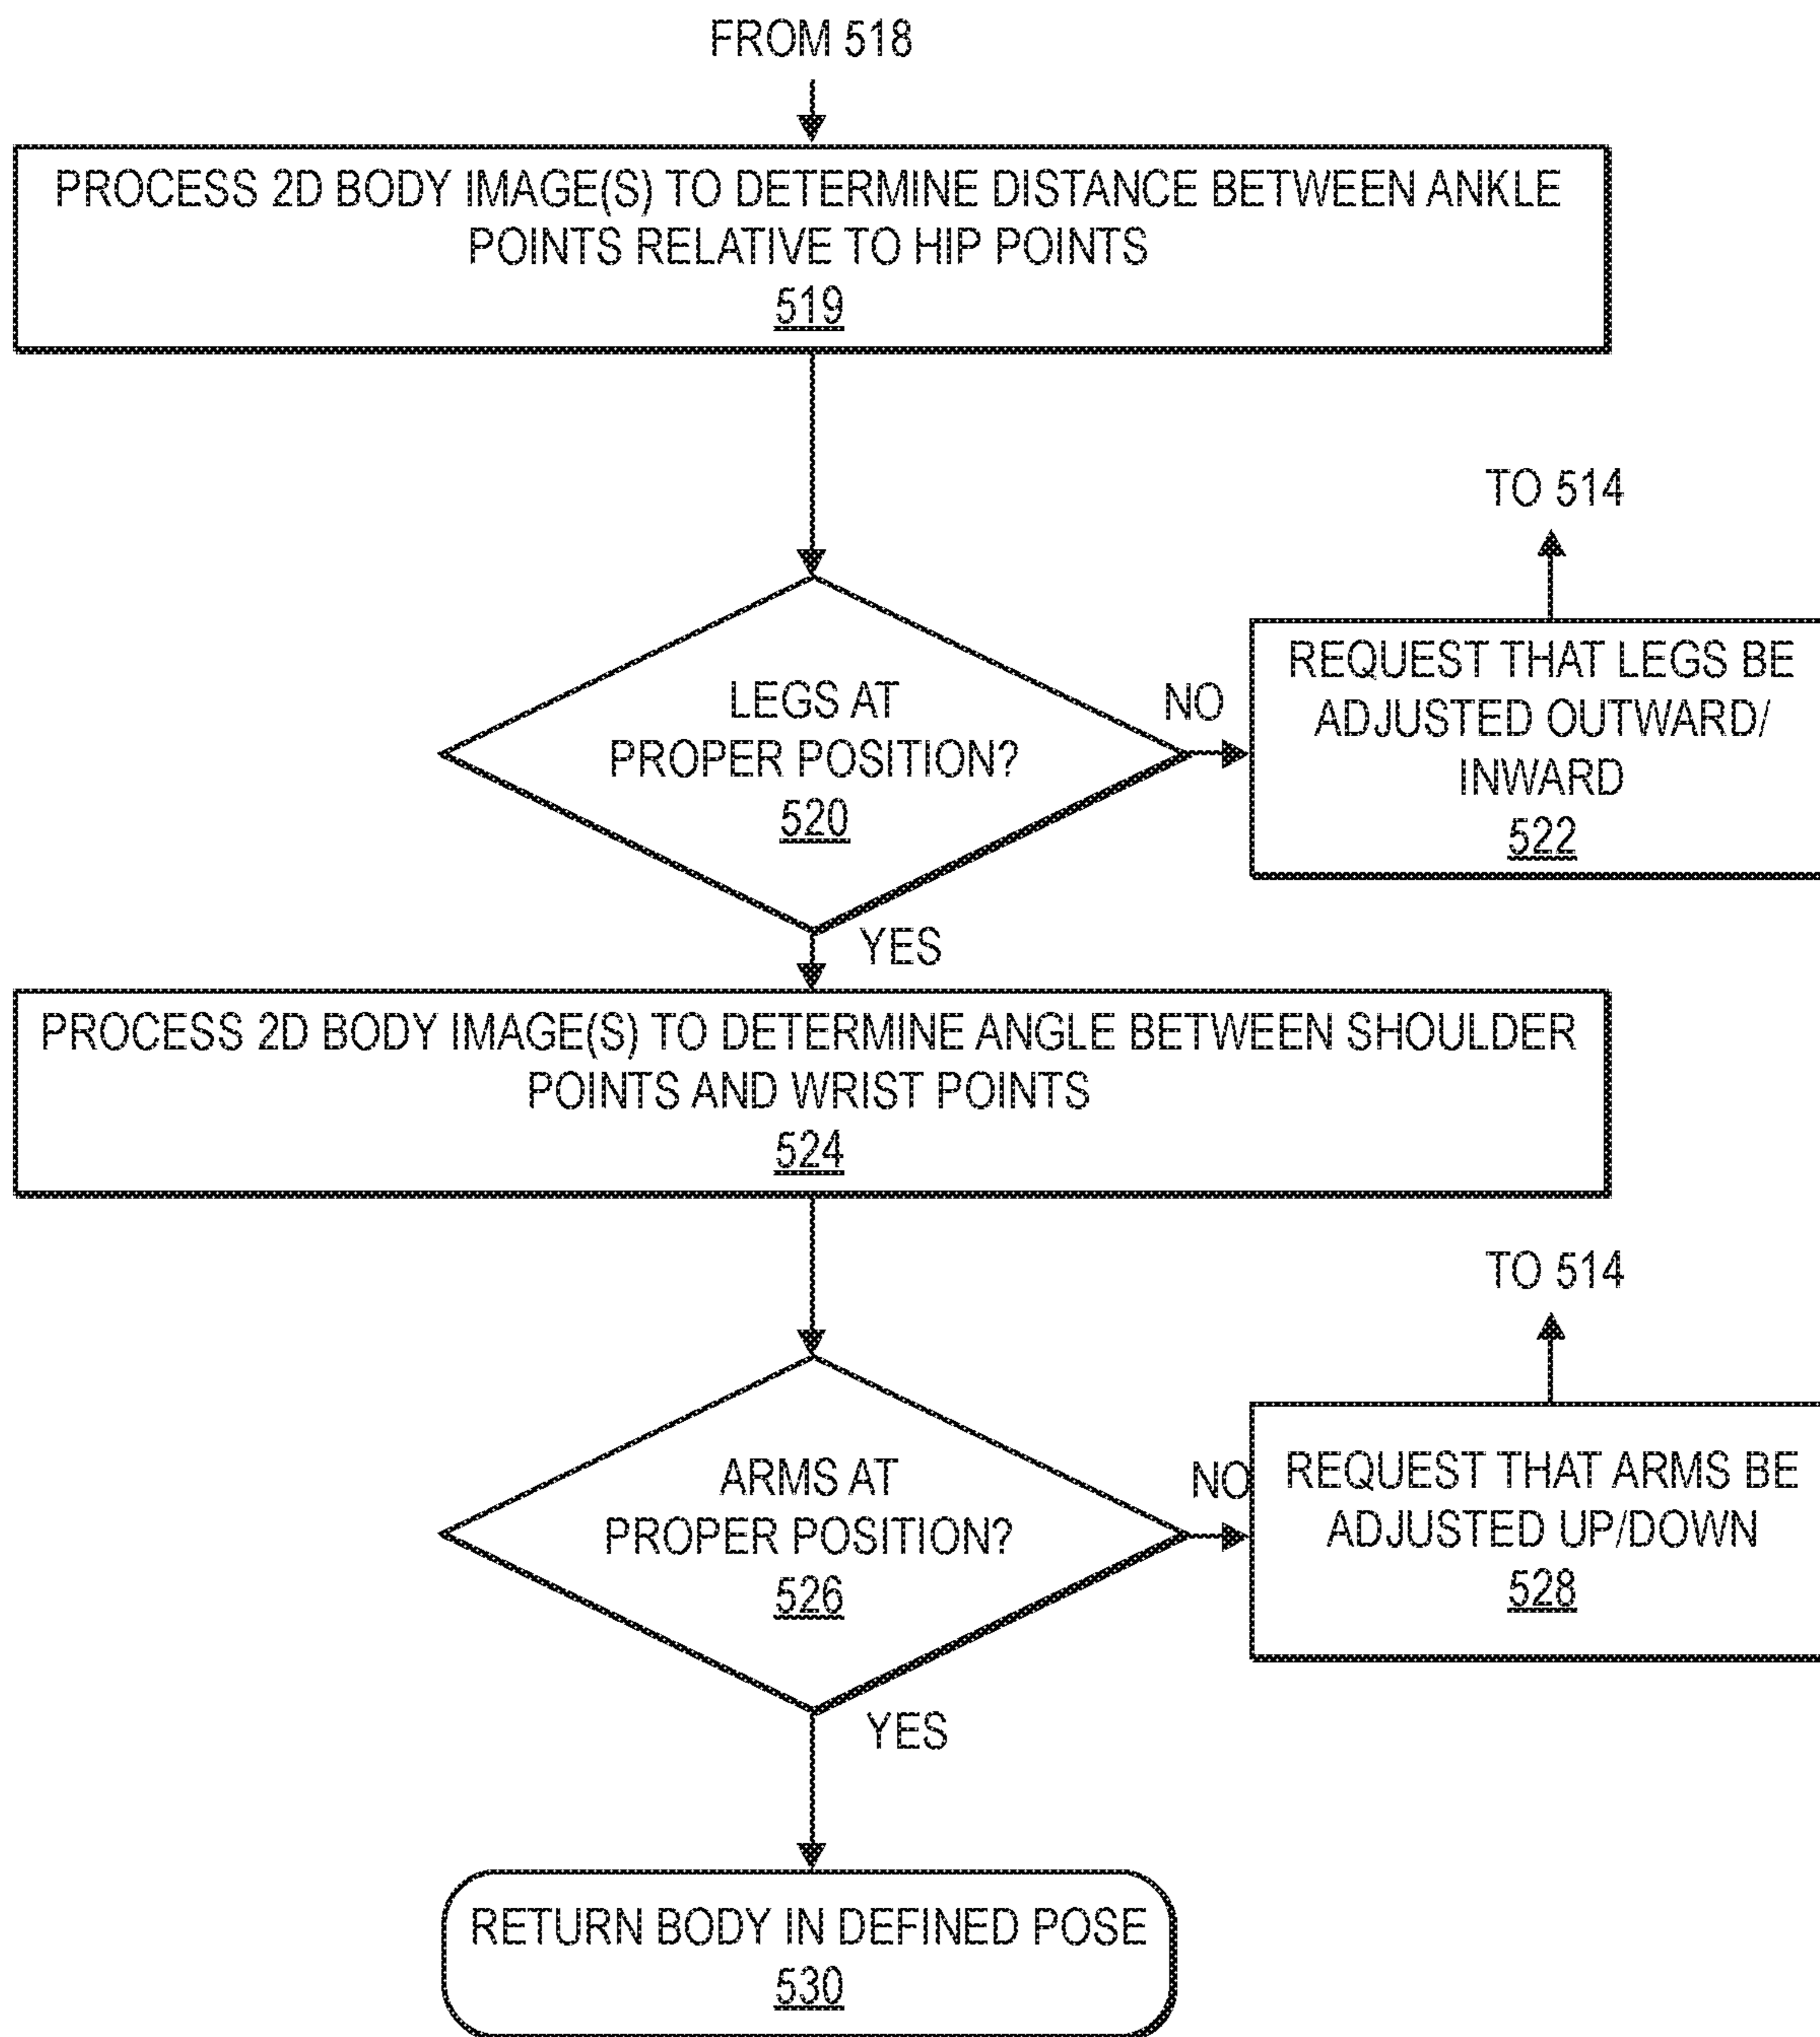 FROM 518
PROCESS 2D BODY IMAGE(S) TO DETERMINE DISTANCE BETWEEN ANKLE
POINTS RELATIVE TO HIP POINTS
519
TO 514
LEGS AT
PROPER POSITION?
520
NO
REQUEST THAT LEGS BE
ADJUSTED OUTWARD/
INWARD
522
YES
PROCESS 2D BODY IMAGE(S) TO DETERMINE ANGLE BETWEEN SHOULDER
POINTS AND WRIST POINTS
524
TO 514
ARMS AT
PROPER POSITION?
526
NO
REQUEST THAT ARMS BE
ADJUSTED UP/DOWN
528
YES
RETURN BODY IN DEFINED POSE
530